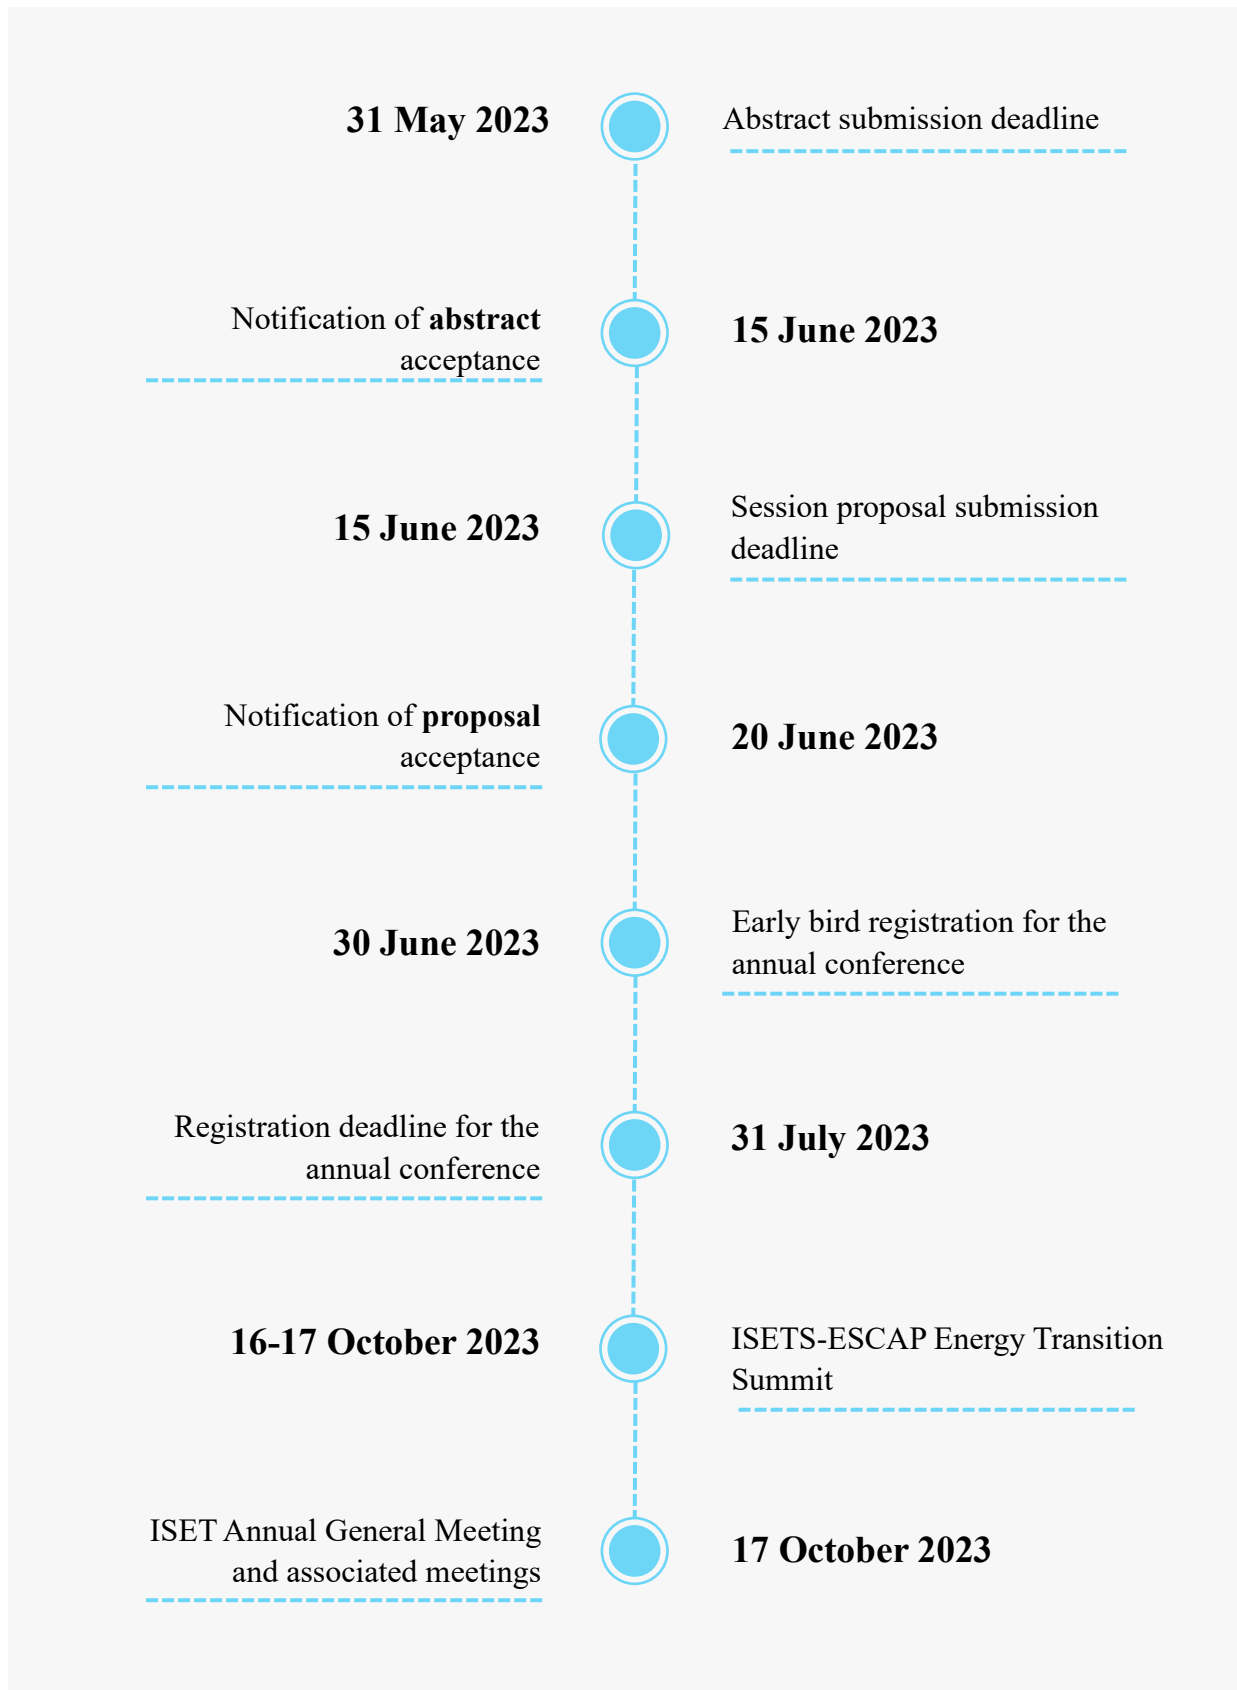 31 May 2023
Abstract submission deadline
Notification of abstract
acceptance
15 June 2023
15 June 2023
Session proposal submission
deadline
Notification of proposal
acceptance
20 June 2023
30 June 2023
Early bird registration for the
annual conference
Registration deadline for the
annual conference
31 July 2023
16-17 October 2023
ISETS-ESCAP Energy Transition
Summit
ISET Annual General Meeting
and associated meetings
17 October 2023